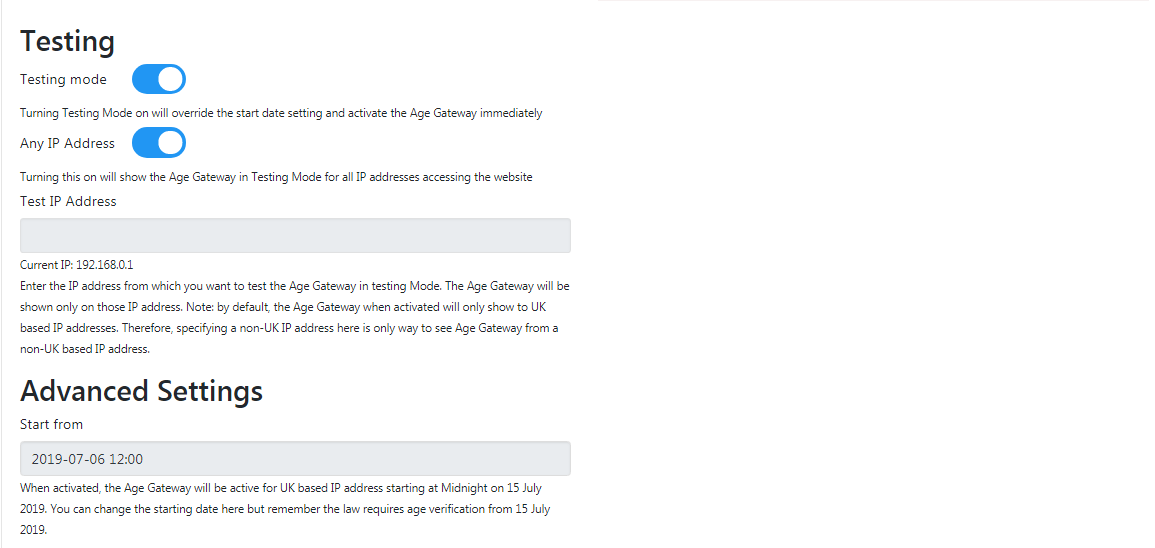 Testing
Testing mode
Turning Testing Mode on will override the start date setting and activate the Age Gateway immediately
Any IP Address
Turning this on will show the Age Gateway in Testing Mode for all IP addresses accessing the website
Test IP Address
Current IP: 192.168.0.1
Enter the IP address from which you want to test the Age Gateway in testing Mode. The Age Gateway will be
shown only on those IP address. Note: by default, the Age Gateway when activated will only show to UK
based IP addresses. Therefore, specifying a non-UK IP address here is only way to see Age Gateway from a
non-UK based IP address.
Advanced Settings
Start from
2019-07-06 12:00
When activated, the Age Gateway will be active for UK based IP address starting at Midnight on 15 July
2019. You can change the starting date here but remember the law requires age verification from 15 July
2019.